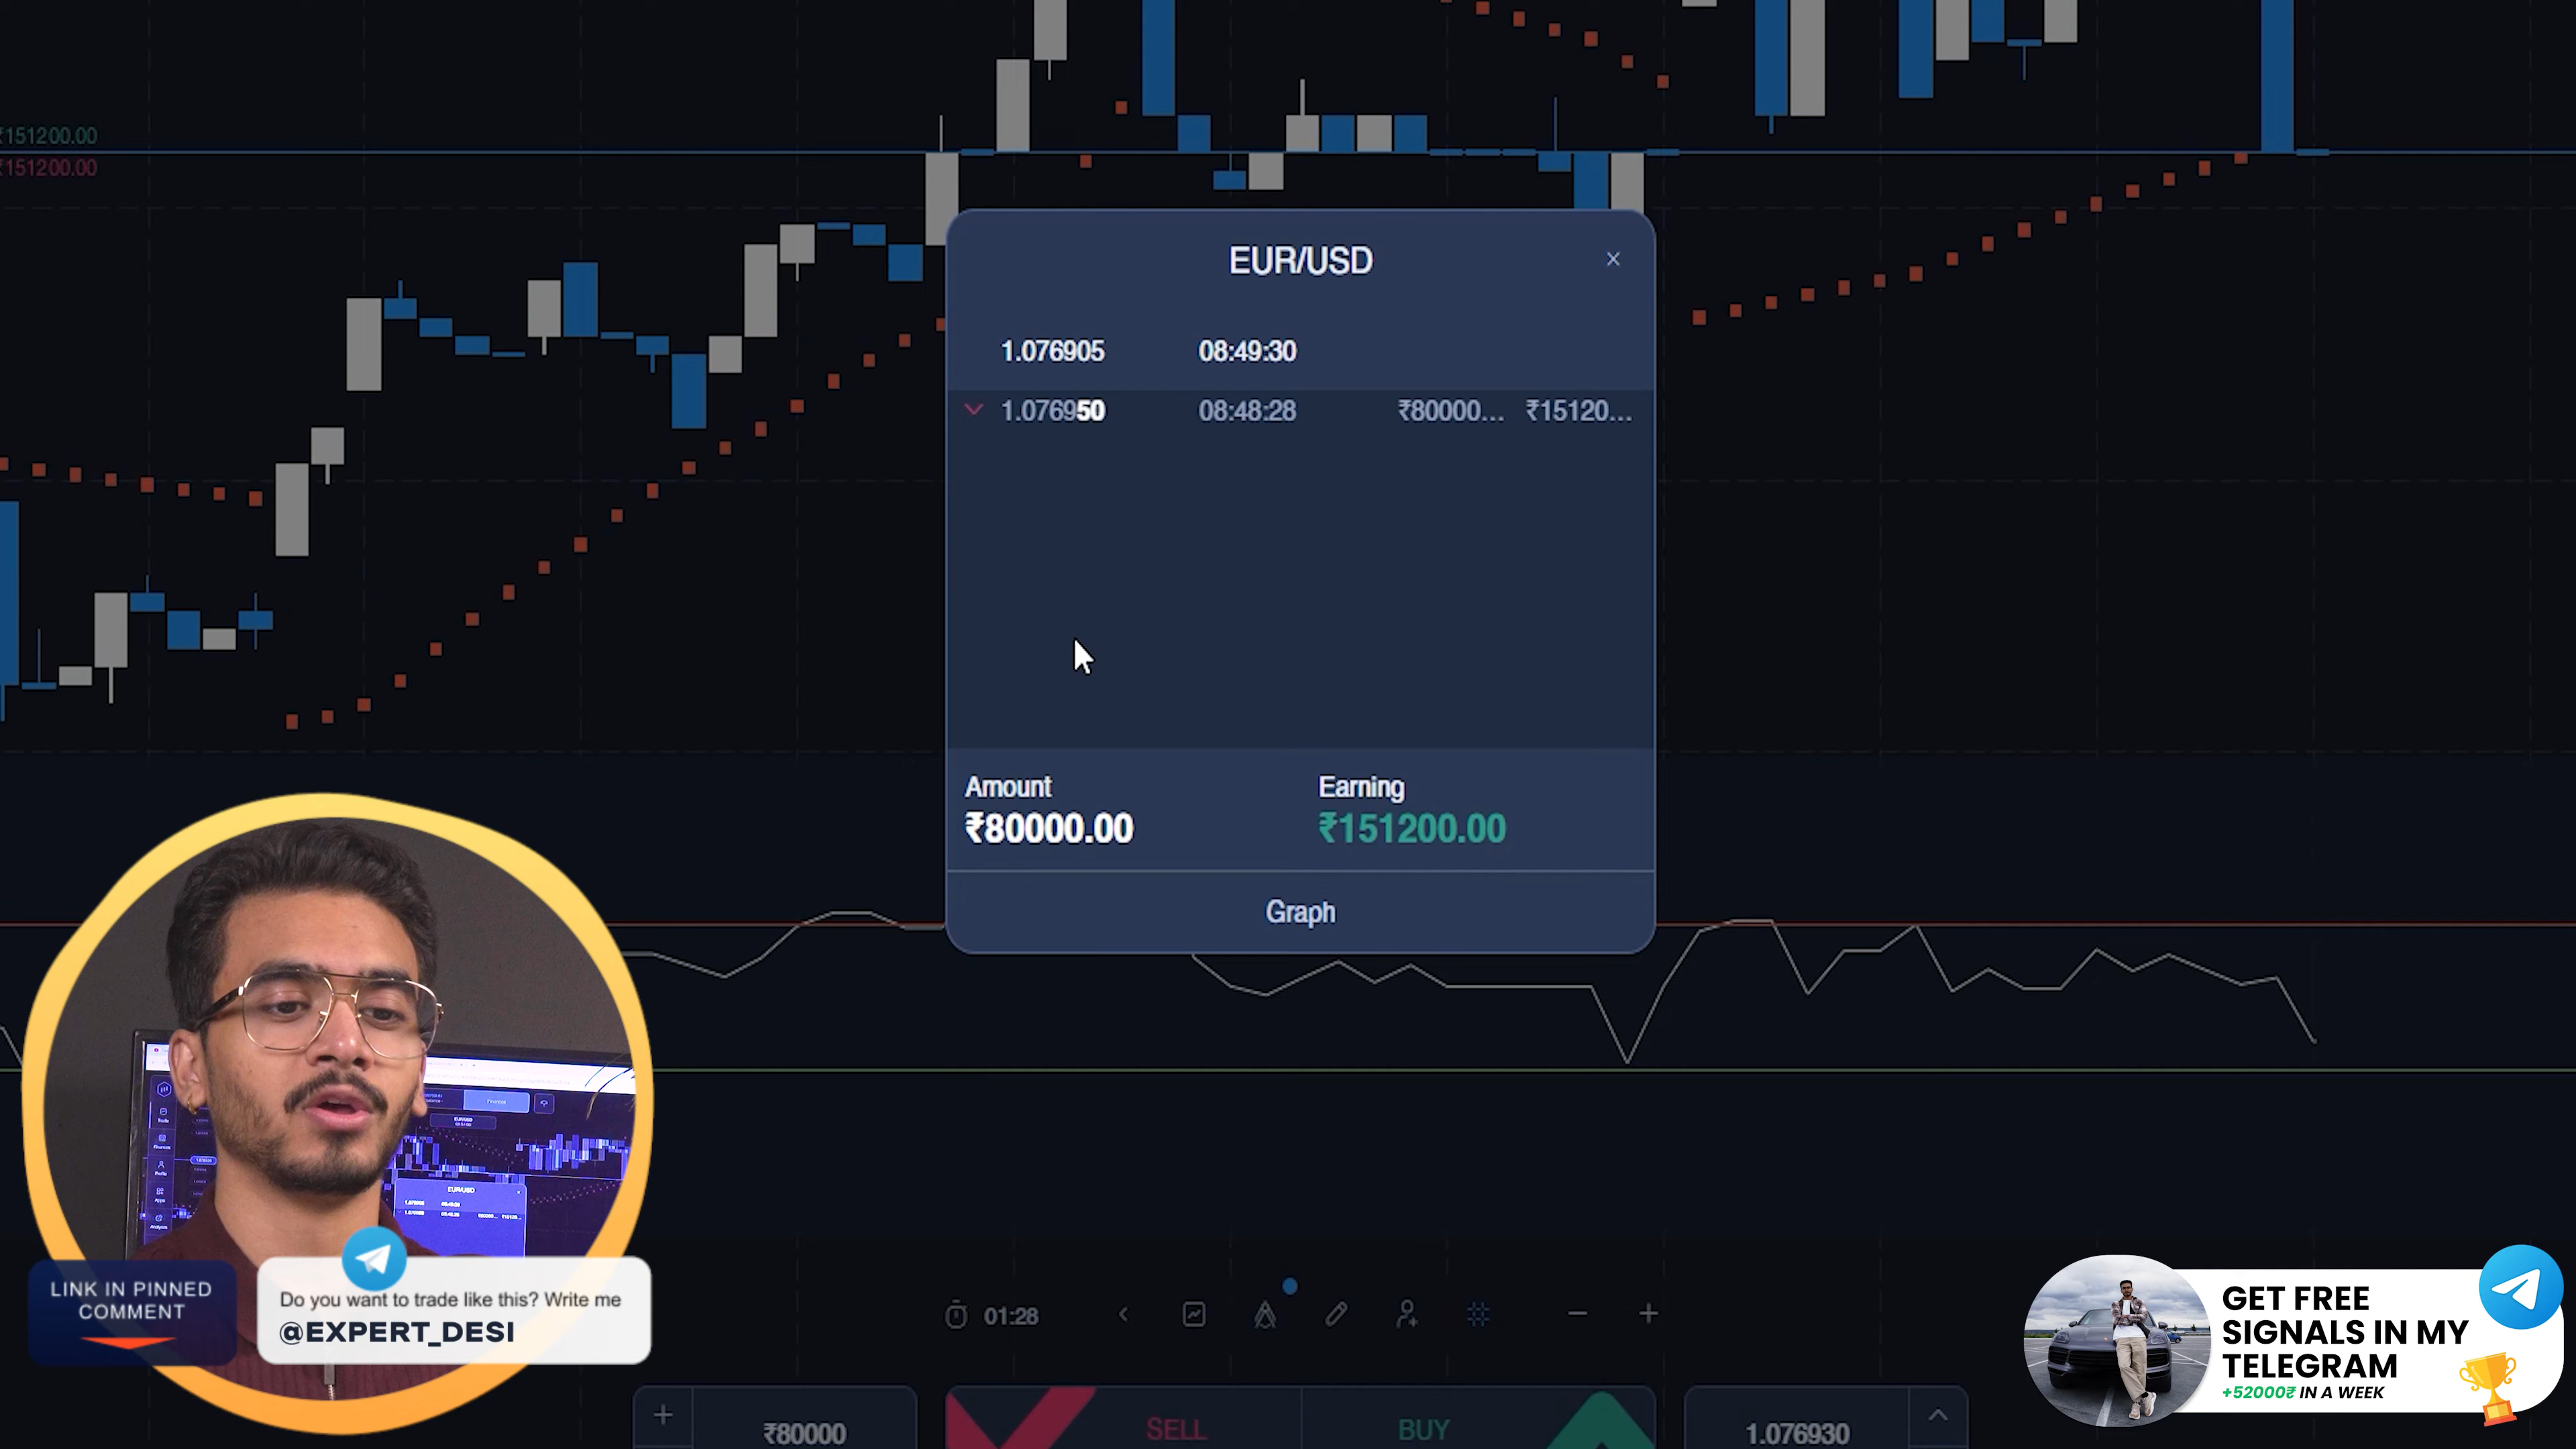 ₹151200.00
₹151200.00
EUR/USD
×
1.076905 08:49:30
1.076950 08:48:28 ₹80000... ₹15120...
Amount Earning
₹80000.00 ₹151200.00
Graph
EUR/USD
LINK IN PINNED
COMMENT
Do you want to trade like this? Write me
@EXPERT_DESI
01:28
₹80000
SELL
BUY
1.076930
GET FREE
SIGNALS IN MY
TELEGRAM
+52000₹ IN A WEEK